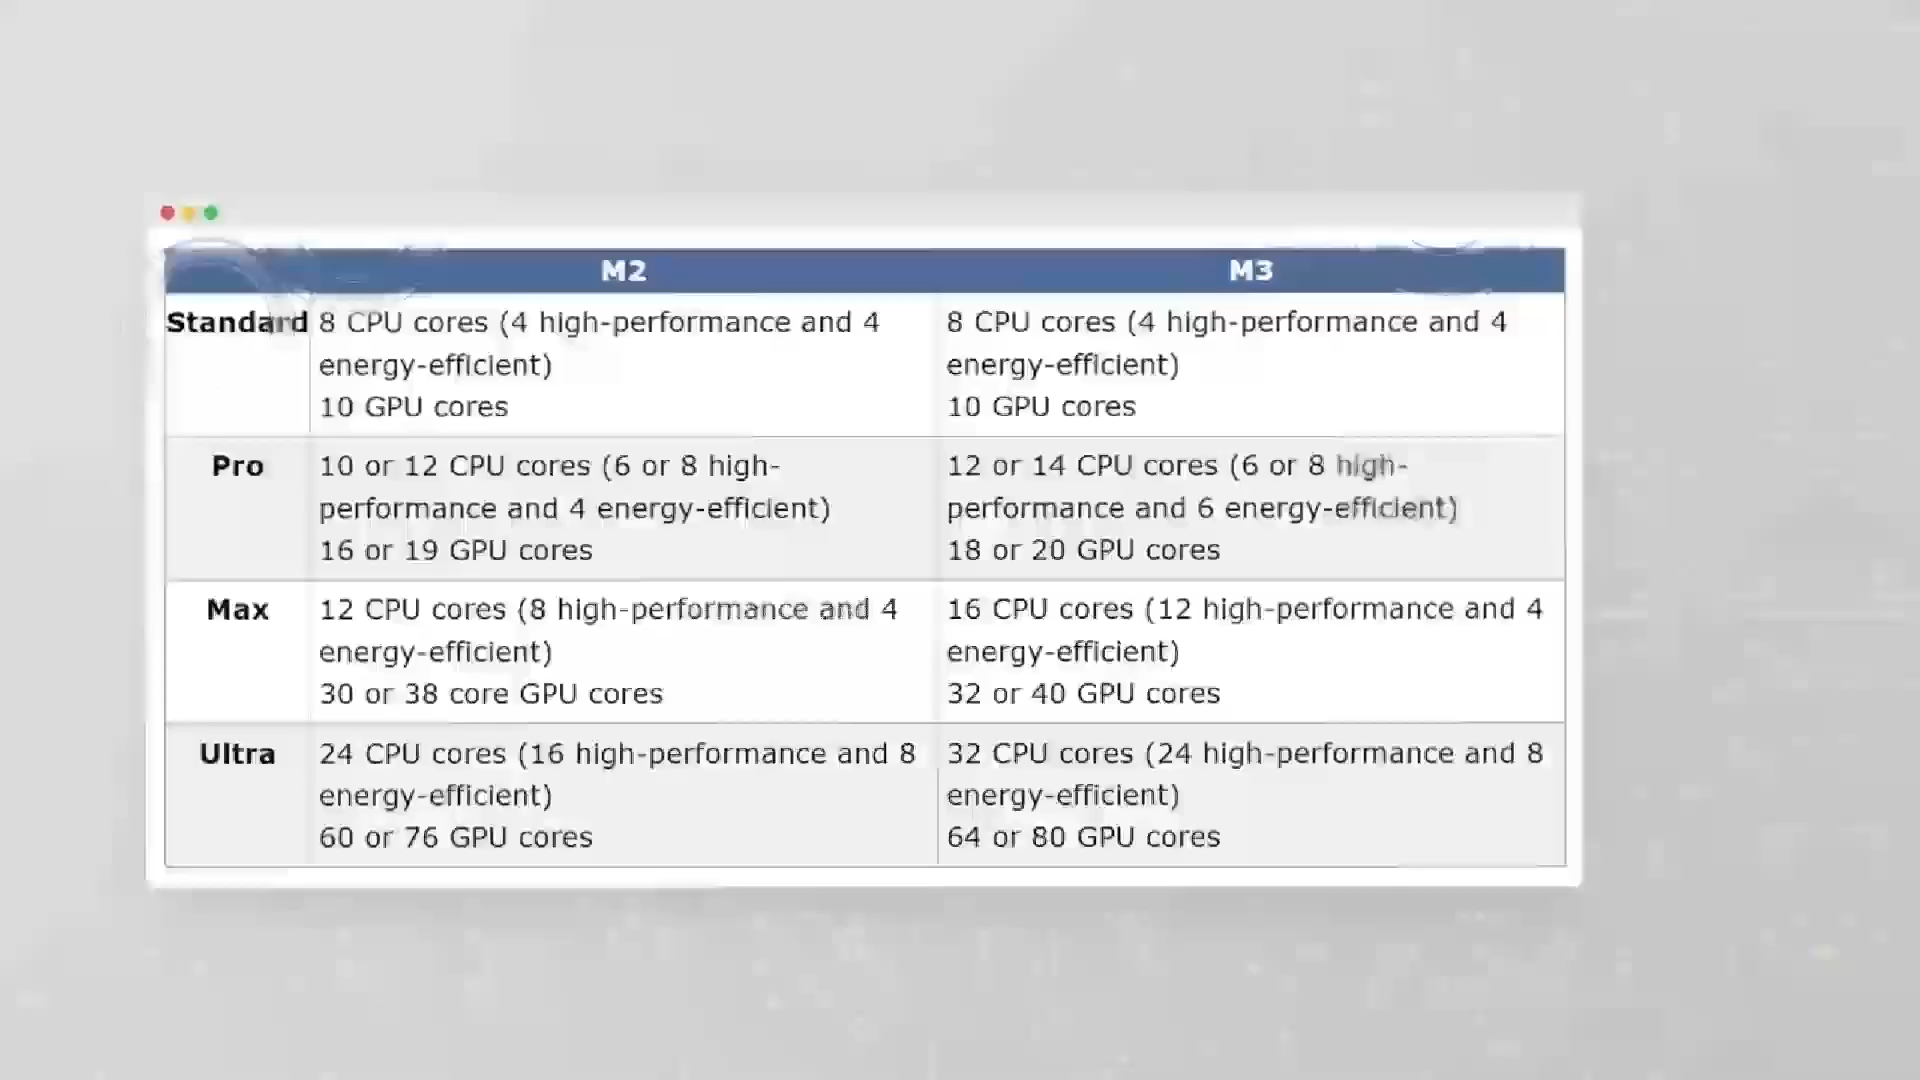 M2 M3
Standard 8 CPU cores (4 high-performance and 4 8 CPU cores (4 high-performance and 4
energy-efficient) energy-efficient)
10 GPU cores 10 GPU cores
Pro 10 or 12 CPU cores (6 or 8 high- 12 or 14 CPU cores (6 or 8 high-
performance and 4 energy-efficient) performance and 6 energy-efficient)
16 or 19 GPU cores 18 or 20 GPU cores
Max 12 CPU cores (8 high-performance and 4 16 CPU cores (12 high-performance and 4
energy-efficient) energy-efficient)
30 or 38 core GPU cores 32 or 40 GPU cores
Ultra 24 CPU cores (16 high-performance and 8 32 CPU cores (24 high-performance and 8
energy-efficient) energy-efficient)
60 or 76 GPU cores 64 or 80 GPU cores